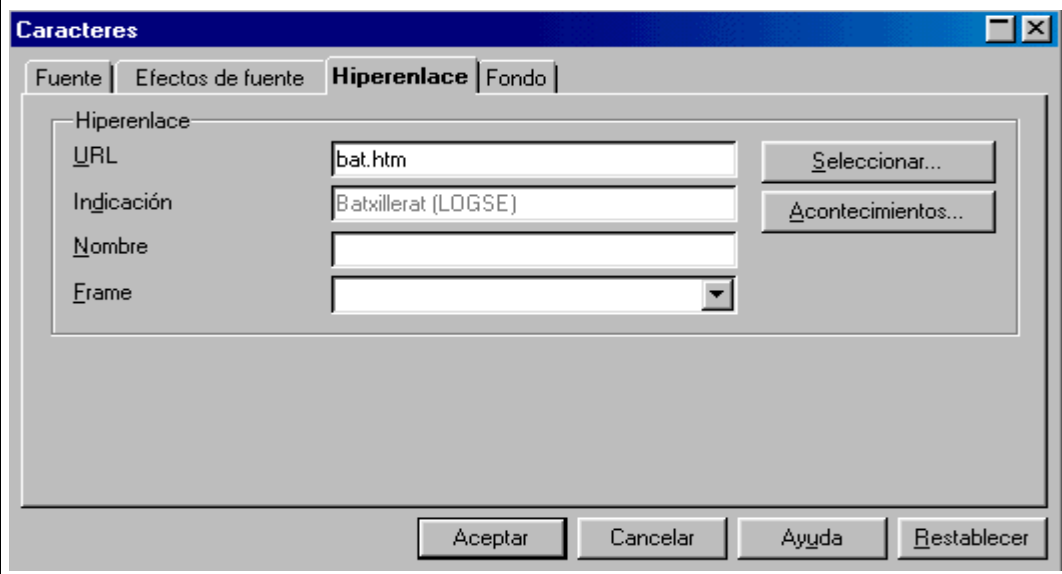 Caracteres
Fuente Efectos de fuente Hiperenlace Fondo
Hiperenlace
URL bat.htm Seleccionar...
Indicación Batxillerat (LOGSE) Acontecimientos...
Nombre
Frame
Aceptar Cancelar Ayuda Restablecer